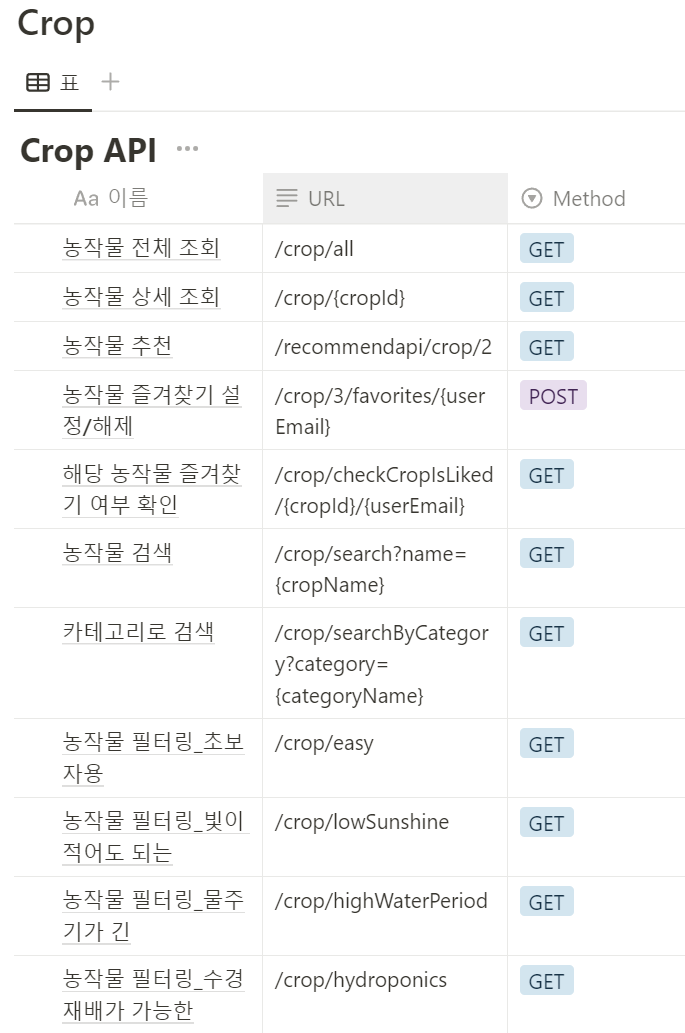 Crop
표
Crop API
Aa 이름 URL Method
농작물 전체 조회 /crop/all GET
농작물 상세 조회 /crop/{cropId} GET
농작물 추천 /recommendapi/crop/2 GET
농작물 즐겨찾기 설 /crop/3/favorites/{user POST
정/해제 Email}
해당 농작물 즐겨찾 /crop/checkCropIsLiked GET
기 여부 확인 /{cropId}/{userEmail}
농작물 검색 /crop/search?name= GET
{cropName}
카테고리로 검색 /crop/searchByCategor GET
y?category=
{categoryName}
농작물 필터링_초보 /crop/easy GET
자용
농작물 필터링_빛이 /crop/lowSunshine GET
적어도 되는
농작물 필터링_물주 /crop/highWaterPeriod GET
기가 긴
농작물 필터링_수경 /crop/hydroponics GET
재배가 가능한